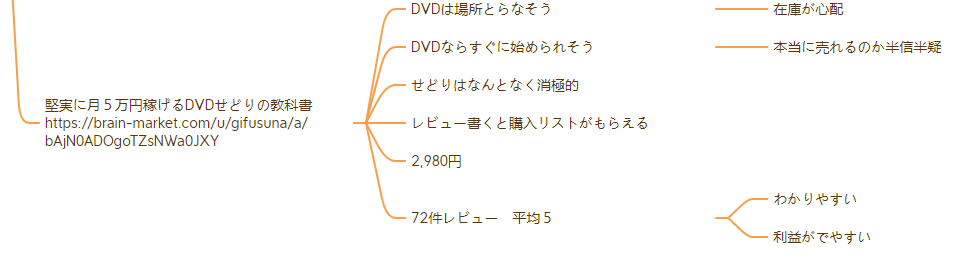 堅実に月５万円稼げるDVDせどりの教科書
https://brain-market.com/u/gifusuna/a/
bAjN0ADOgoTZsNWa0JXY
DVDは場所とらなそう
在庫が心配
DVDならすぐに始められそう
本当に売れるのか半信半疑
せどりはなんとなく消極的
レビュー書くと購入リストがもらえる
2,980円
72件レビュー　平均５
わかりやすい
利益がでやすい